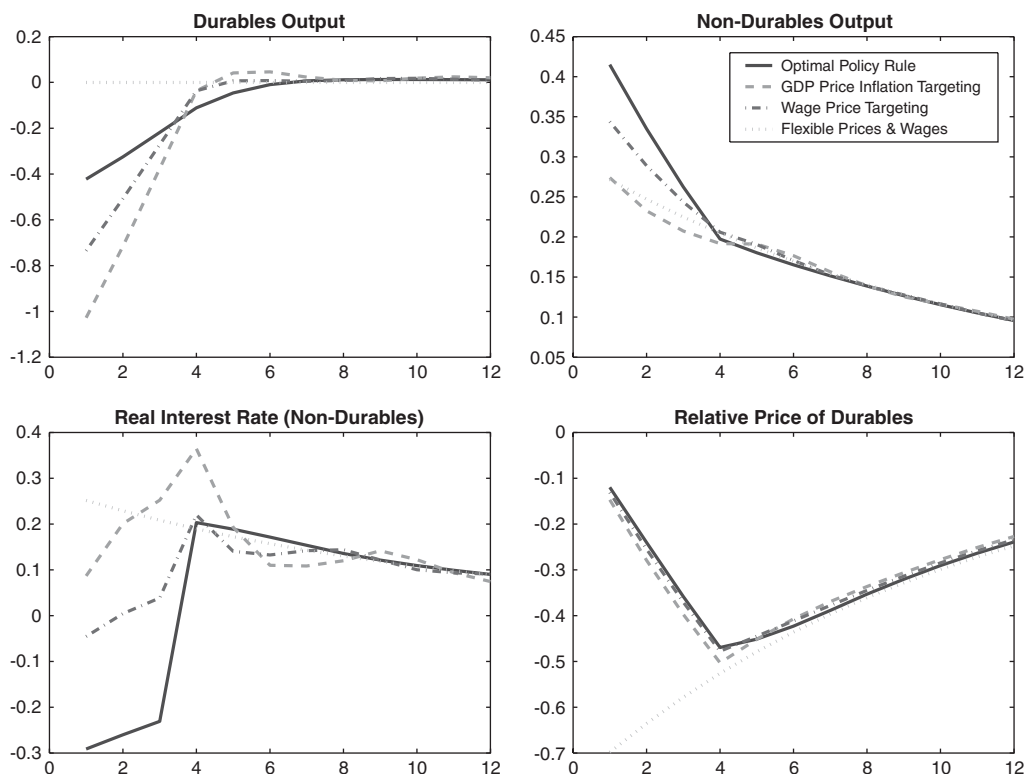 Durables Output
0.2
0
-0.2
-0.4
-0.6
-0.8
-1
-1.2
0 2 4 6 8 10 12
Non-Durables Output
0.45
0.4
0.35
0.3
0.25
0.2
0.15
0.1
0.05
0 2 4 6 8 10 12
Optimal Policy Rule
GDP Price Inflation Targeting
Wage Price Targeting
Flexible Prices & Wages
Real Interest Rate (Non-Durables)
0.4
0.3
0.2
0.1
0
0.1
-0.2
-0.3
0 2 4 6 8 10 12
Relative Price of Durables
0
-0.1
-0.2
-0.3
-0.4
-0.5
-0.6
-0.7
0 2 4 6 8 10 12